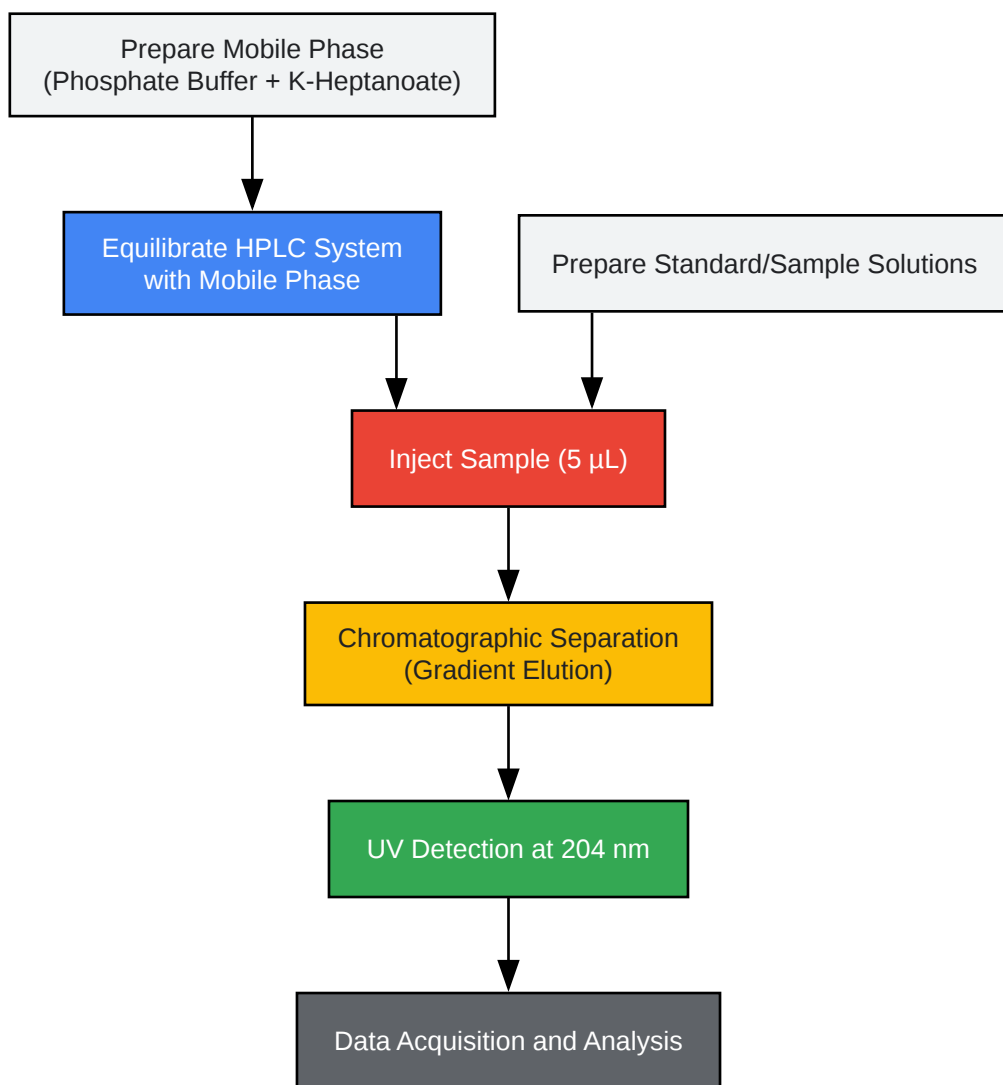 Prepare Mobile Phase
(Phosphate Buffer + K-Heptanoate)
Equilibrate HPLC System
with Mobile Phase
Prepare Standard/Sample Solutions
Inject Sample (5 µL)
Chromatographic Separation
(Gradient Elution)
UV Detection at 204 nm
Data Acquisition and Analysis